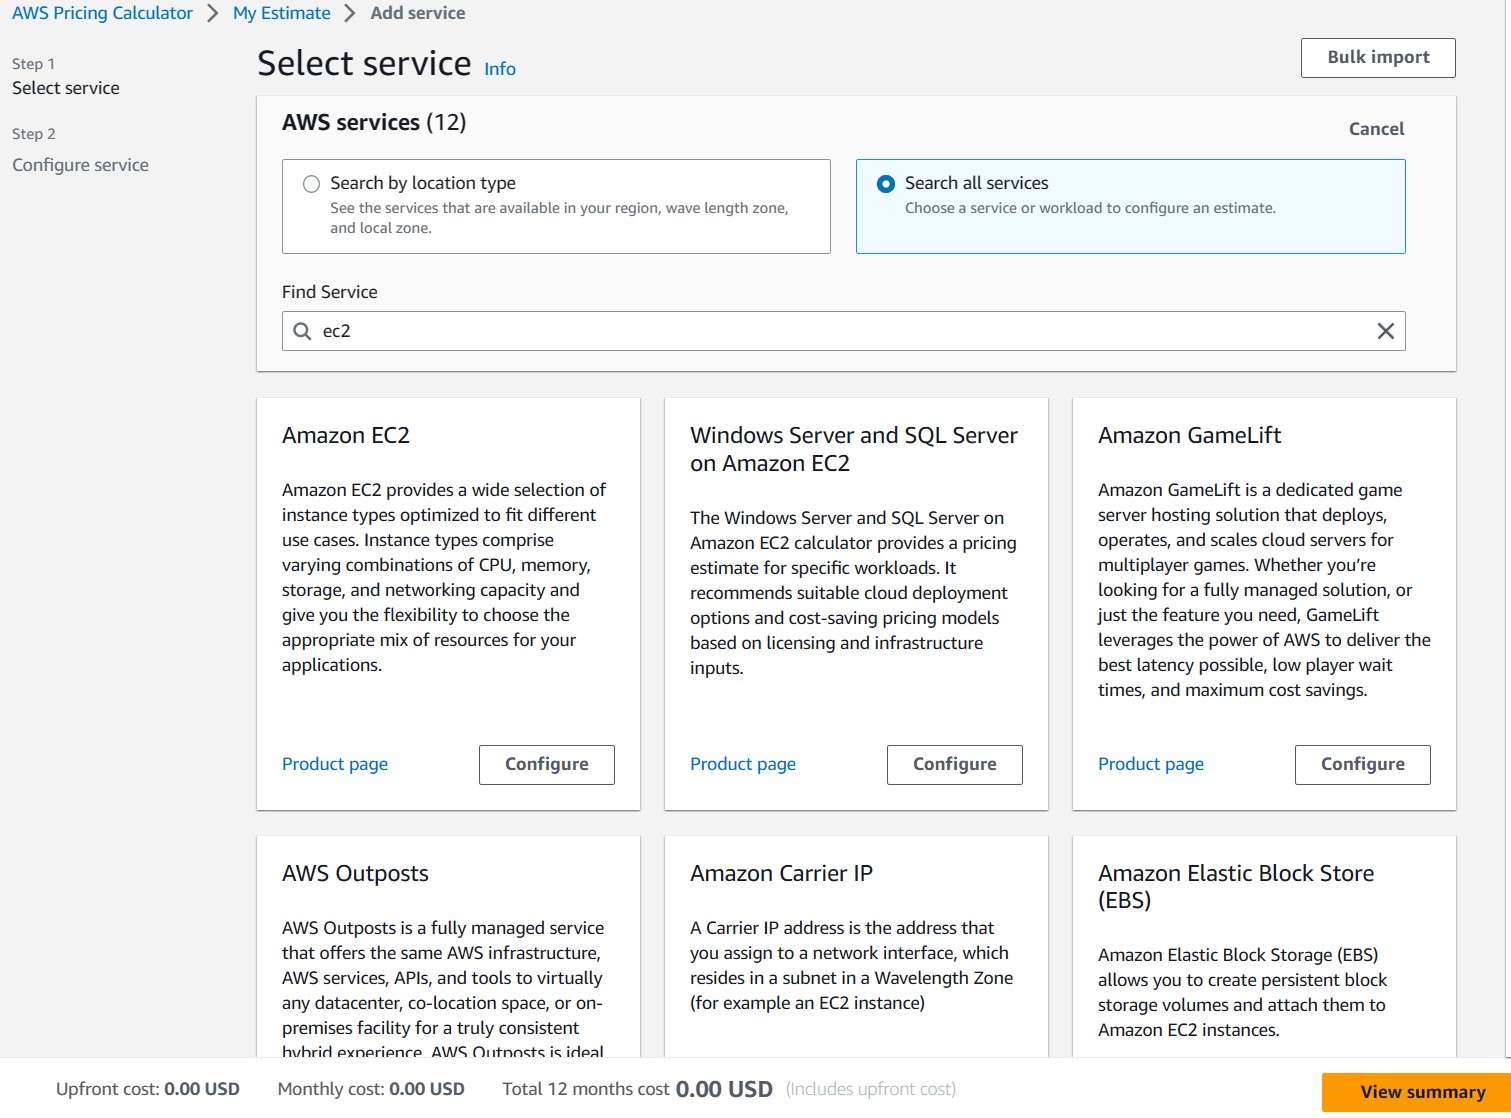 AWS Pricing Calculator > My Estimate > Add service
Step 1
Select service
Step 2
Configure service
Select service Info
Bulk import
AWS services (12)
Cancel
Search by location type
See the services that are available in your region, wave length zone,
and local zone.
Search all services
Choose a service or workload to configure an estimate.
Find Service
ec2
Amazon EC2
Amazon EC2 provides a wide selection of
instance types optimized to fit different
use cases. Instance types comprise
varying combinations of CPU, memory,
storage, and networking capacity and
give you the flexibility to choose the
appropriate mix of resources for your
applications.
Product page
Configure
Windows Server and SQL Server
on Amazon EC2
The Windows Server and SQL Server on
Amazon EC2 calculator provides a pricing
estimate for specific workloads. It
recommends suitable cloud deployment
options and cost-saving pricing models
based on licensing and infrastructure
inputs.
Product page
Configure
Amazon GameLift
Amazon GameLift is a dedicated game
server hosting solution that deploys,
operates, and scales cloud servers for
multiplayer games. Whether you’re
looking for a fully managed solution, or
just the feature you need, GameLift
leverages the power of AWS to deliver the
best latency possible, low player wait
times, and maximum cost savings.
Product page
Configure
AWS Outposts
AWS Outposts is a fully managed service
that offers the same AWS infrastructure,
AWS services, APIs, and tools to virtually
any datacenter, co-location space, or on-
premises facility for a truly consistent
hybrid experience. AWS Outposts is ideal
Amazon Carrier IP
A Carrier IP address is the address that
you assign to a network interface, which
resides in a subnet in a Wavelength Zone
(for example an EC2 instance)
Amazon Elastic Block Store
(EBS)
Amazon Elastic Block Storage (EBS)
allows you to create persistent block
storage volumes and attach them to
Amazon EC2 instances.
Upfront cost: 0.00 USD
Monthly cost: 0.00 USD
Total 12 months cost 0.00 USD (Includes upfront cost)
View summary